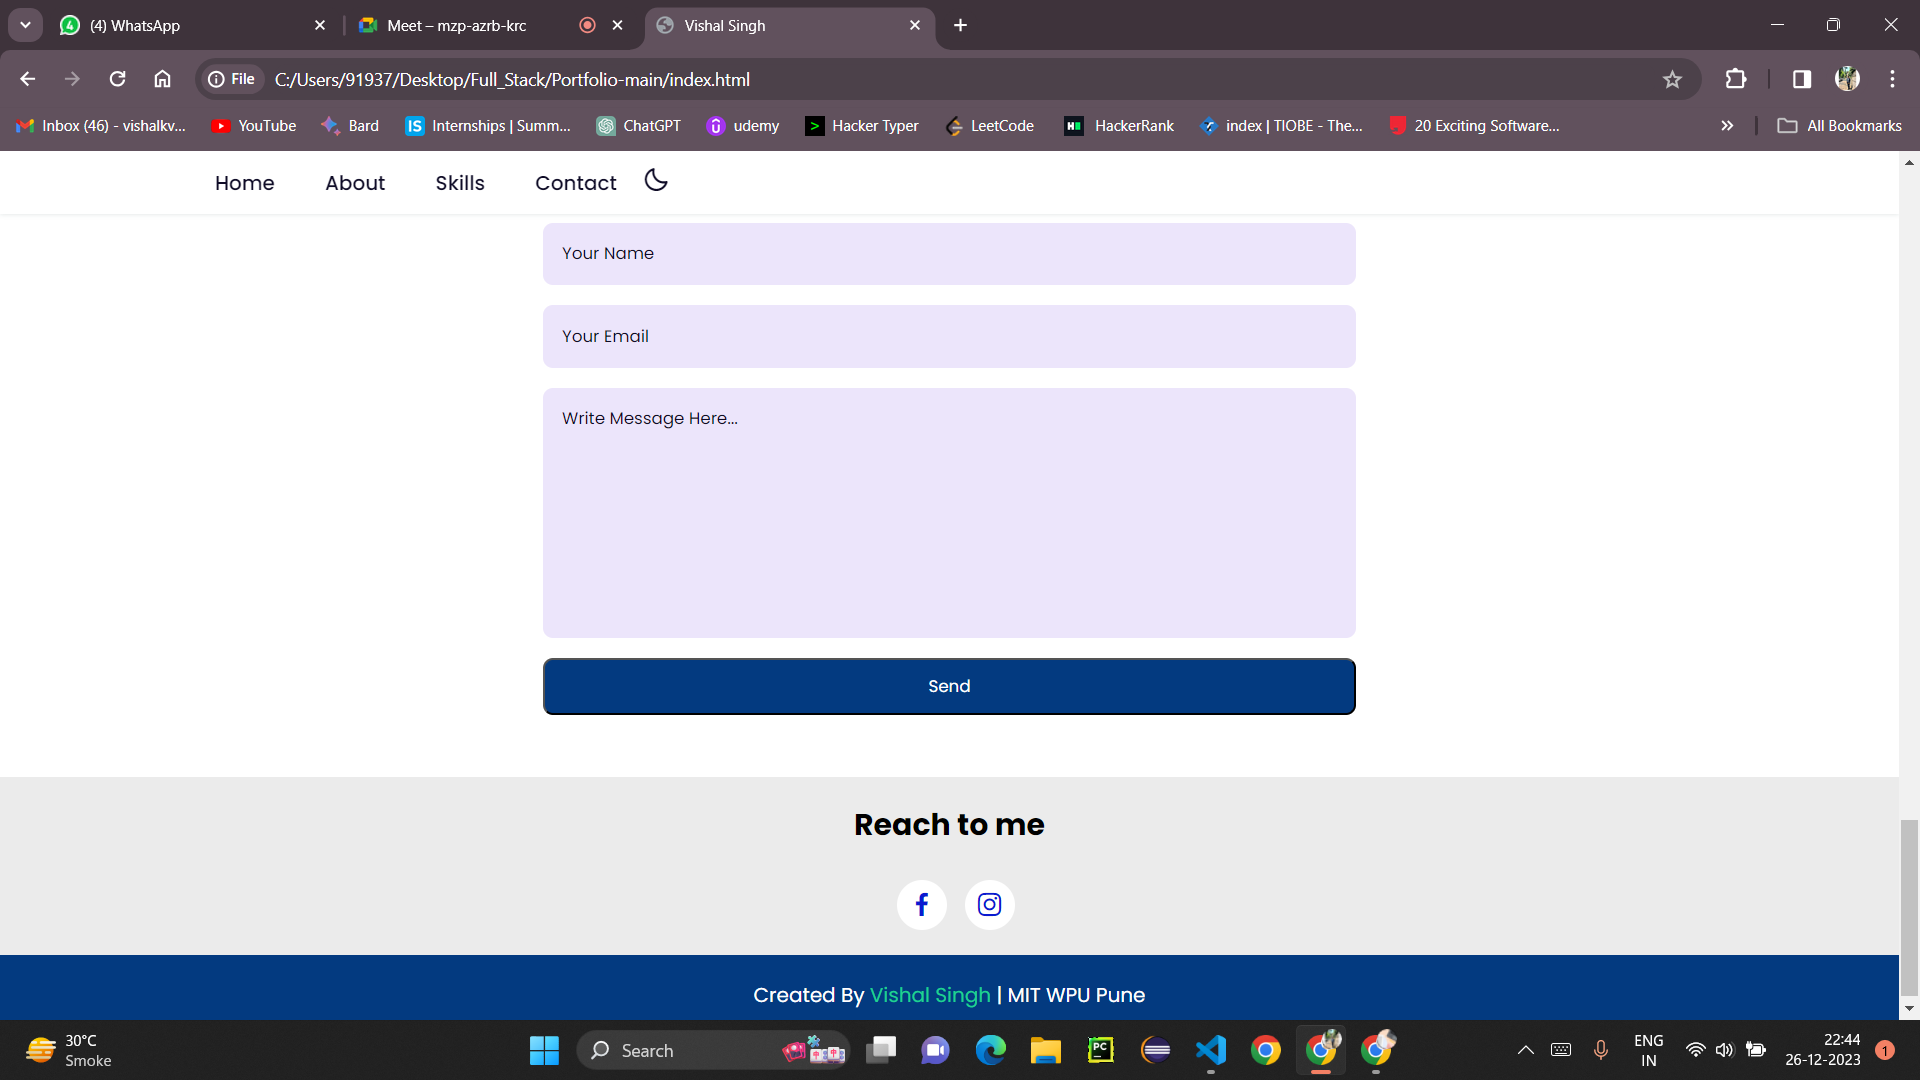 (4) WhatsApp
Meet – mzp-azrb-krc
Vishal Singh
File
C:/Users/91937/Desktop/Full_Stack/Portfolio-main/index.html
Inbox (46) - vishalkv...
YouTube
Bard
IS
Internships | Summ...
ChatGPT
udemy
Hacker Typer
LeetCode
HackerRank
index | TIOBE - The...
20 Exciting Software...
All Bookmarks
Home
About
Skills
Contact
Your Name
Your Email
Write Message Here...
Send
Reach to me
Created By Vishal Singh | MIT WPU Pune
30°C
Smoke
Search
PC
ENG
IN
22:44
26-12-2023
1